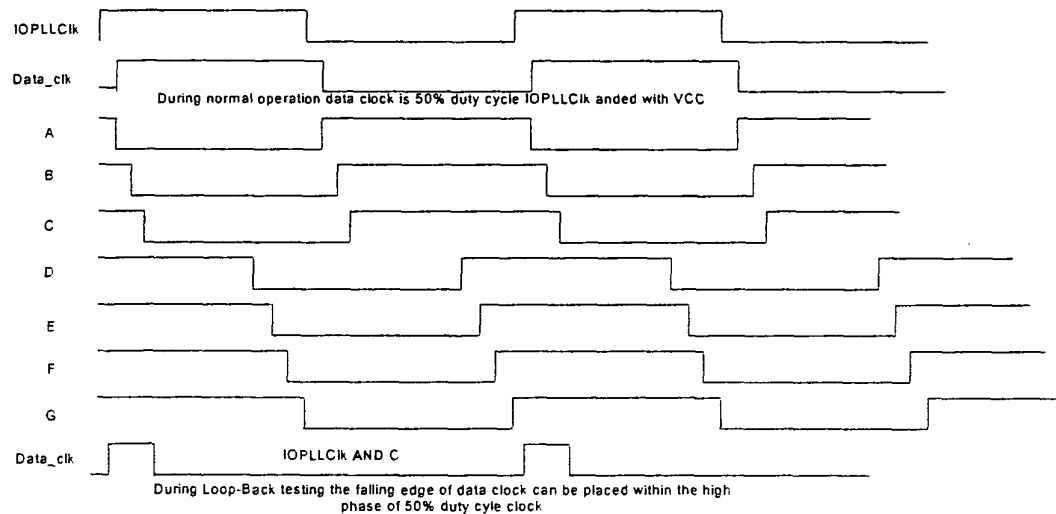 IOPLLClk
Data_clk
During normal operation data clock is 50% duty cycle IOPLLClk anded with VCC
A
B
C
D
E
F
G
Data_clk
IOPLLClk AND C
During Loop-Back testing the falling edge of data clock can be placed within the high
phase of 50% duty cyle clock